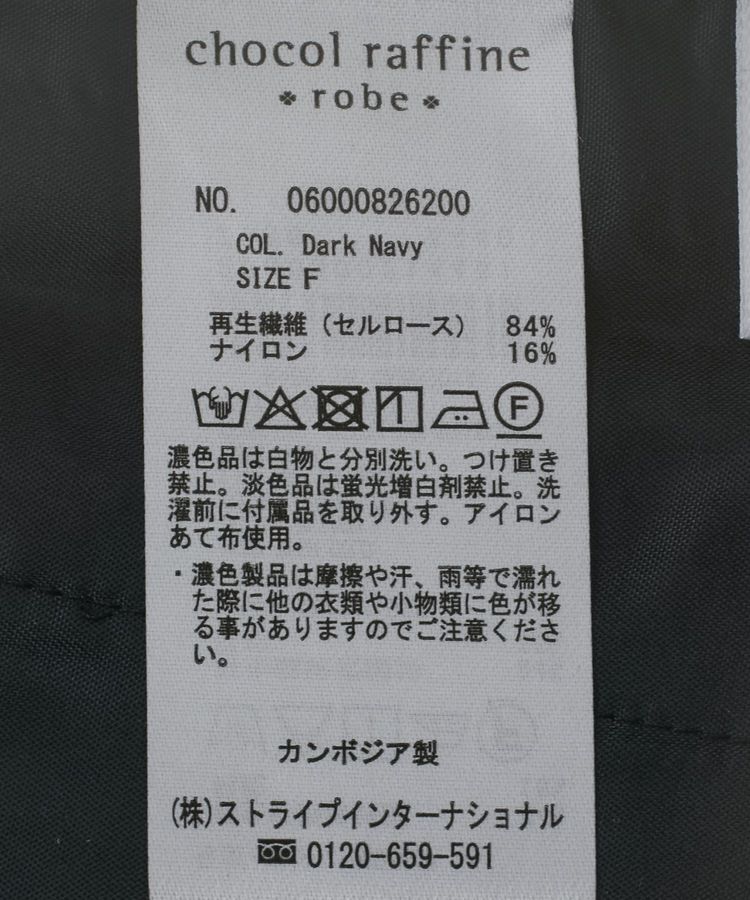 chocol raffine
robe
NO. 06000826200
COL. Dark Navy
SIZE F
再生繊維（セルロース） 84%
ナイロン 16%
F
濃色品は白物と分別洗い。つけ置き
禁止。淡色品は蛍光増白剤禁止。洗
濯前に付属品を取り外す。アイロン
あて布使用。
・濃色製品は摩擦や汗、雨等で濡れ
た際に他の衣類や小物類に色が移
る事がありますのでご注意くださ
い。
カンボジア製
(株)ストライプインターナショナル
0120-659-591